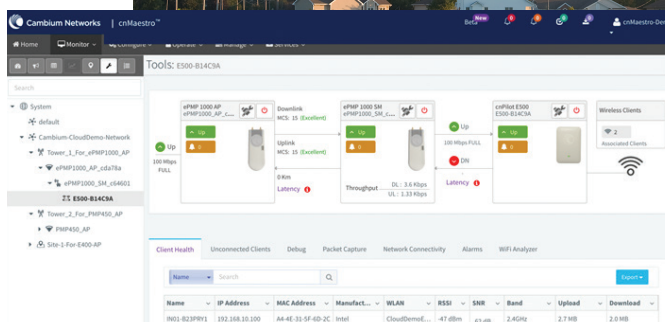 Cambium Networks | cnMaestro™
Beta New
cnMaestro-Dem
Home Monitor Configure Operate Manage Services
Tools: E500-B14C9A
Search
System
default
Cambium-CloudDemo-Network
Tower_1_For_ePMP1000_AP
ePMP1000_AP_cda78a
ePMP1000_SM_c64601
E500-B14C9A
Tower_2_For_PMP450_AP
PMP450_AP
Site-1-For-E400-AP
Up
100 Mbps
FULL
ePMP 1000 AP
ePMP1000_AP_c...
Up
0
Downlink
MCS: 15 (Excellent)
Uplink
MCS: 15 (Excellent)
0 Km
Latency
ePMP 1000 SM
ePMP1000_SM_c...
Up
0
Throughput
DL : 3.6 Kbps
UL : 1.33 Kbps
Up
100 Mbps FULL
DN
-
Latency
cnPilot E500
E500-B14C9A
Up
0
Wireless Clients
2
Associated Clients
Client Health Unconnected Clients Debug Packet Capture Network Connectivity Alarms WiFi Analyzer
Name Search Export
Name IP Address MAC Address Manufact... WLAN RSSI SNR Band Upload Download
IN01-B23PRY1 192.168.10.100 A4-4E-31-5F-6D-2C Intel CloudDemoE... -47 dBm 2.4GHz 2.7 MB 2.0 MB